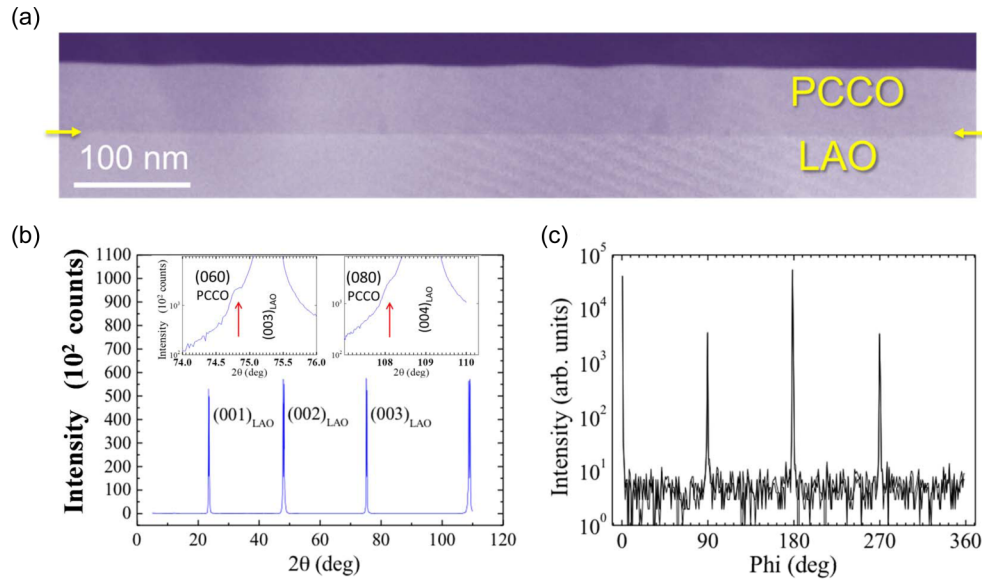 (a)
PCCO
LAO
100 nm
(b)
Intensity (10² counts)
1100
1000
900
800
700
600
500
400
300
200
100
0
0 20 40 60 80 100 120
2θ (deg)
(001)LAO
(002)LAO
(003)LAO
Intensity (10² counts)
10³
10²
(060)
PCCO
(003)LAO
74.0 74.5 75.0 75.5 76.0
2θ (deg)
10³
10²
(080)
PCCO
(004)LAO
108 109 110
2θ (deg)
(c)
Intensity (arb. units)
10⁵
10⁴
10³
10²
10¹
10⁰
0 90 180 270 360
Phi (deg)